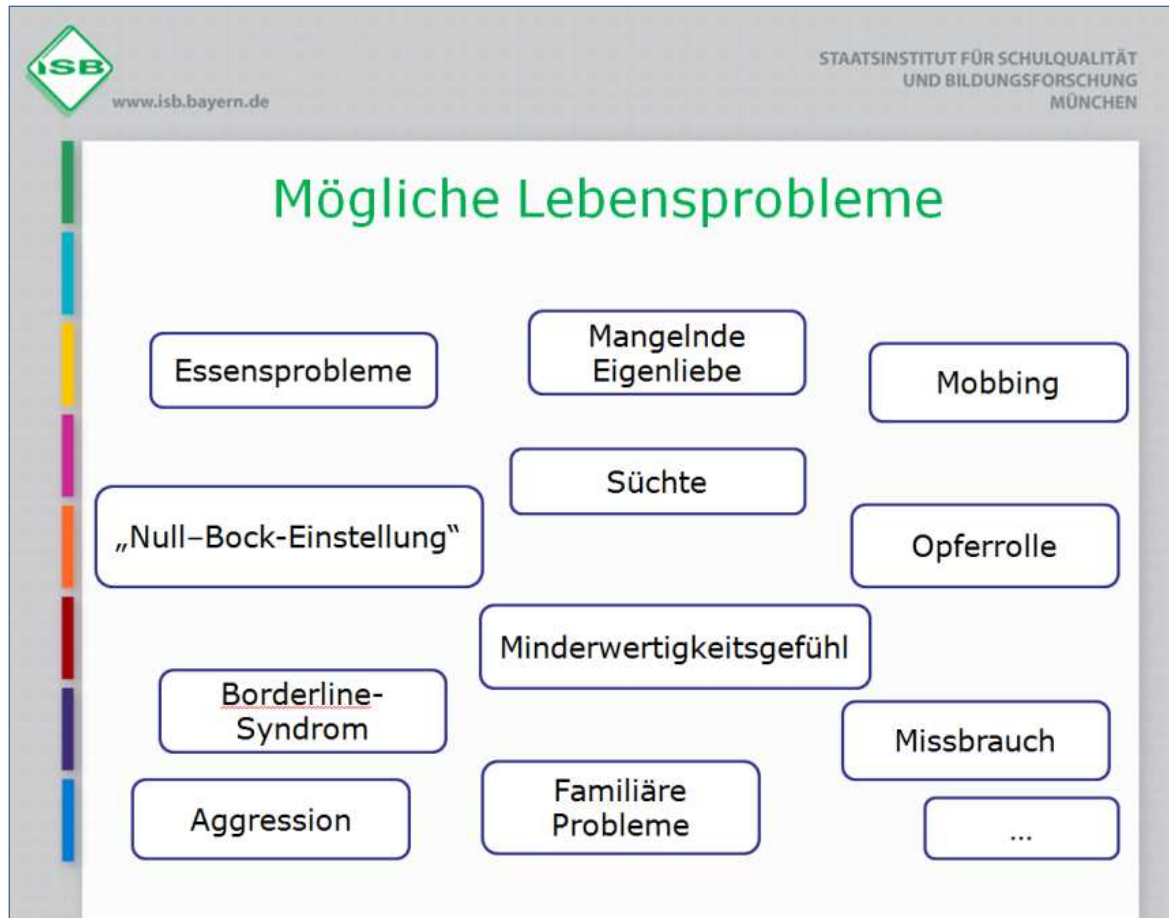 ISB
www.isb.bayern.de
STAATSINSTITUT FÜR SCHULQUALITÄT
UND BILDUNGSFORSCHUNG
MÜNCHEN
Mögliche Lebensprobleme
Essensprobleme
Mangelnde
Eigenliebe
Mobbing
Süchte
„Null–Bock-Einstellung“
Opferrolle
Minderwertigkeitsgefühl
Borderline-
Syndrom
Missbrauch
Aggression
Familiäre
Probleme
...